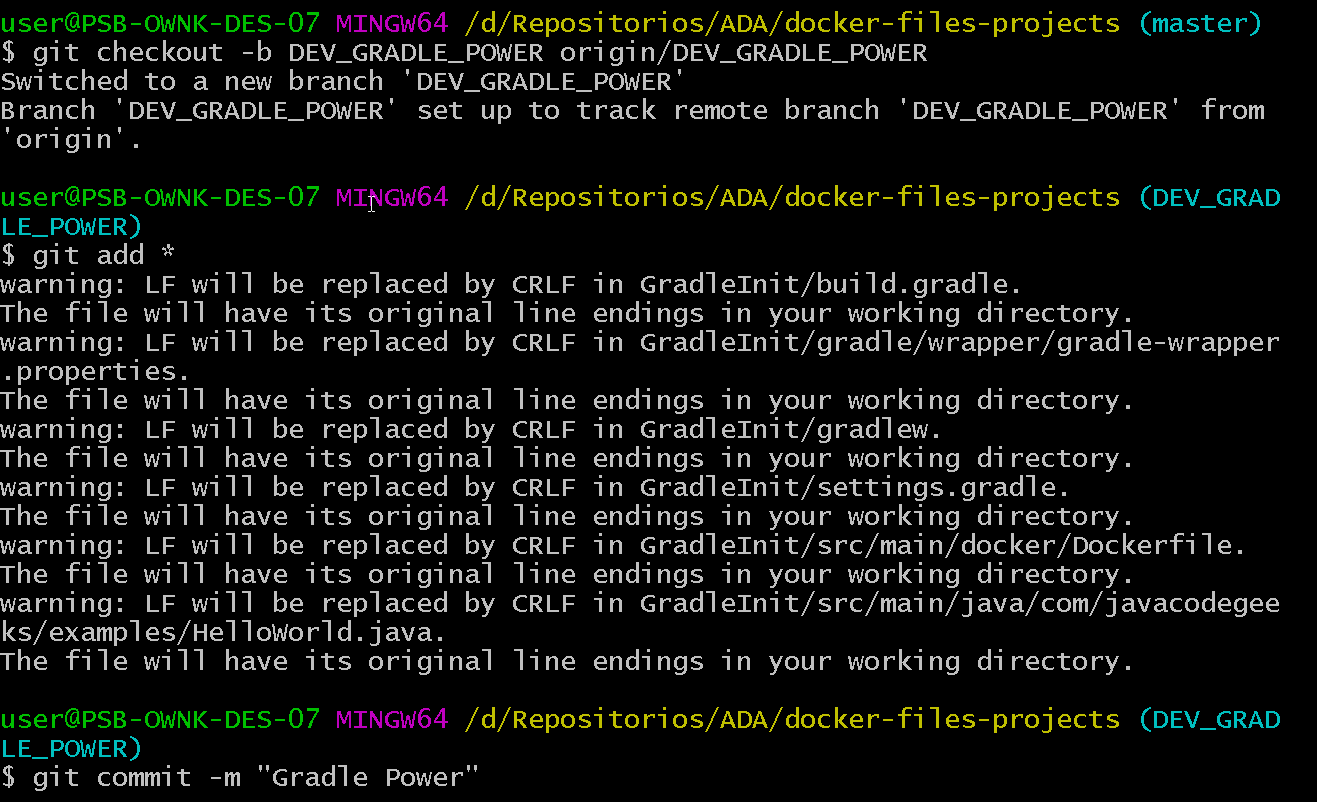 user@PSB-OWNK-DES-07 MINGW64 /d/Repositorios/ADA/docker-files-projects (master)
$ git checkout -b DEV_GRADLE_POWER origin/DEV_GRADLE_POWER
Switched to a new branch 'DEV_GRADLE_POWER'
Branch 'DEV_GRADLE_POWER' set up to track remote branch 'DEV_GRADLE_POWER' from
'origin'.
user@PSB-OWNK-DES-07 MINGW64 /d/Repositorios/ADA/docker-files-projects (DEV_GRAD
LE_POWER)
$ git add *
warning: LF will be replaced by CRLF in GradleInit/build.gradle.
The file will have its original line endings in your working directory.
warning: LF will be replaced by CRLF in GradleInit/gradle/wrapper/gradle-wrapper
.properties.
The file will have its original line endings in your working directory.
warning: LF will be replaced by CRLF in GradleInit/gradlew.
The file will have its original line endings in your working directory.
warning: LF will be replaced by CRLF in GradleInit/settings.gradle.
The file will have its original line endings in your working directory.
warning: LF will be replaced by CRLF in GradleInit/src/main/docker/Dockerfile.
The file will have its original line endings in your working directory.
warning: LF will be replaced by CRLF in GradleInit/src/main/java/com/javacodegee
ks/examples/HelloWorld.java.
The file will have its original line endings in your working directory.
user@PSB-OWNK-DES-07 MINGW64 /d/Repositorios/ADA/docker-files-projects (DEV_GRAD
LE_POWER)
$ git commit -m "Gradle Power"